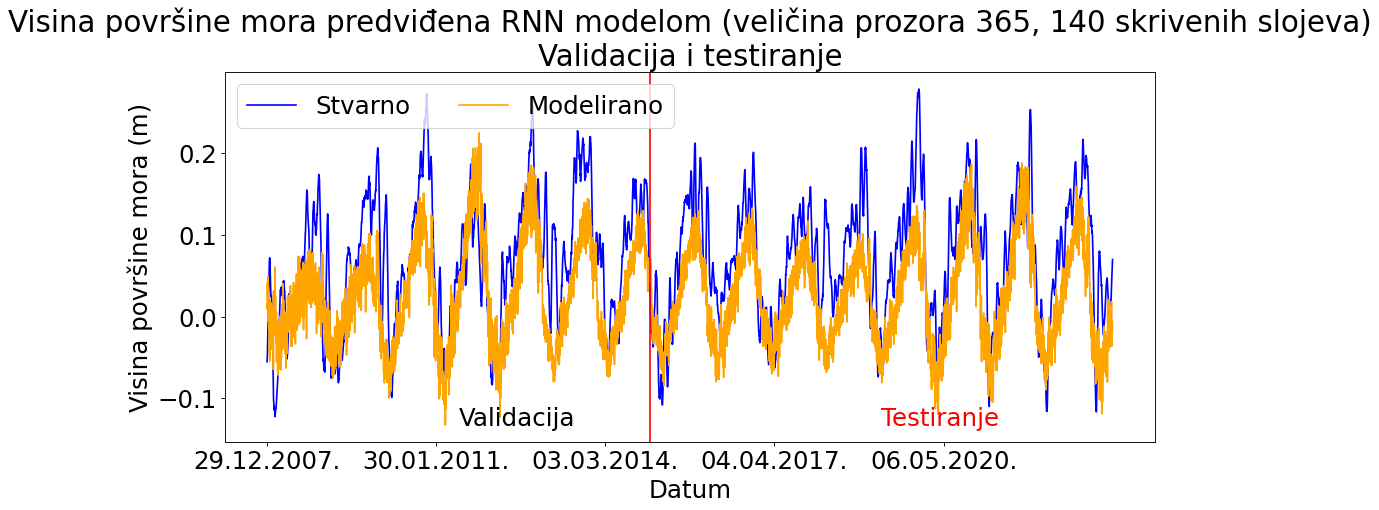 Visina površine mora predviđena RNN modelom (veličina prozora 365, 140 skrivenih slojeva)
Validacija i testiranje
Stvarno
Modelirano
Visina površine mora (m)
0.2
0.1
0.0
−0.1
Validacija
Testiranje
29.12.2007.
30.01.2011.
03.03.2014.
04.04.2017.
06.05.2020.
Datum